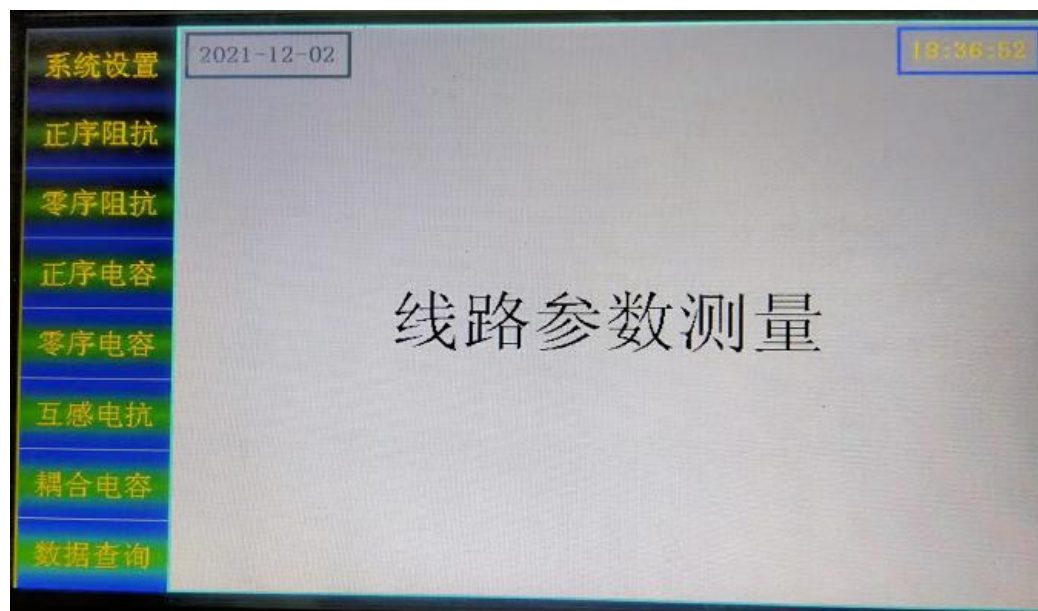 系统设置
正序阻抗
零序阻抗
正序电容
零序电容
互感电抗
耦合电容
数据查询
2021-12-02
18:36:52
线路参数测量